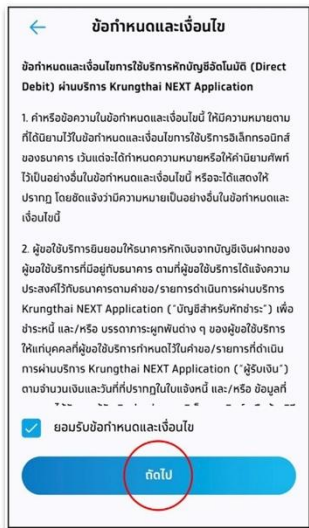 ข้อกำหนดและเงื่อนไข
ข้อกำหนดและเงื่อนไขการใช้บริการหักบัญชีอัตโนมัติ (Direct
Debit) ผ่านบริการ Krungthai NEXT Application
1. คำหรือข้อความในข้อกำหนดและเงื่อนไขนี้ ให้มีความหมายตาม
ที่ได้นิยามไว้ในข้อกำหนดและเงื่อนไขการใช้บริการอิเล็กทรอนิกส์
ของธนาคาร เว้นแต่จะได้กำหนดความหมายหรือให้คำนิยามศัพท์
ไว้เป็นอย่างอื่นในข้อกำหนดและเงื่อนไขนี้ หรือจะได้แสดงให้
ปรากฏ โดยชัดแจ้งว่ามีความหมายเป็นอย่างอื่นในข้อกำหนดและ
เงื่อนไขนี้
2. ผู้ขอใช้บริการยินยอมให้ธนาคารหักเงินจากบัญชีเงินฝากของ
ผู้ขอใช้บริการที่มีอยู่กับธนาคาร ตามที่ผู้ขอใช้บริการได้แจ้งความ
ประสงค์ไว้กับธนาคารตามคำขอ/รายการดำเนินการผ่านบริการ
Krungthai NEXT Application ("บัญชีสำหรับหักชำระ") เพื่อ
ชำระหนี้ และ/หรือ บรรดาภาระผูกพันต่าง ๆ ของผู้ขอใช้บริการ
ให้แก่บุคคลที่ผู้ขอใช้บริการกำหนดไว้ในคำขอ/รายการที่ดำเนิน
การผ่านบริการ Krungthai NEXT Application ("ผู้รับเงิน")
ตามจำนวนเงินและวันที่ที่ปรากฏในใบแจ้งหนี้ และ/หรือ ข้อมูลที่
ยอมรับข้อกำหนดและเงื่อนไข
ถัดไป